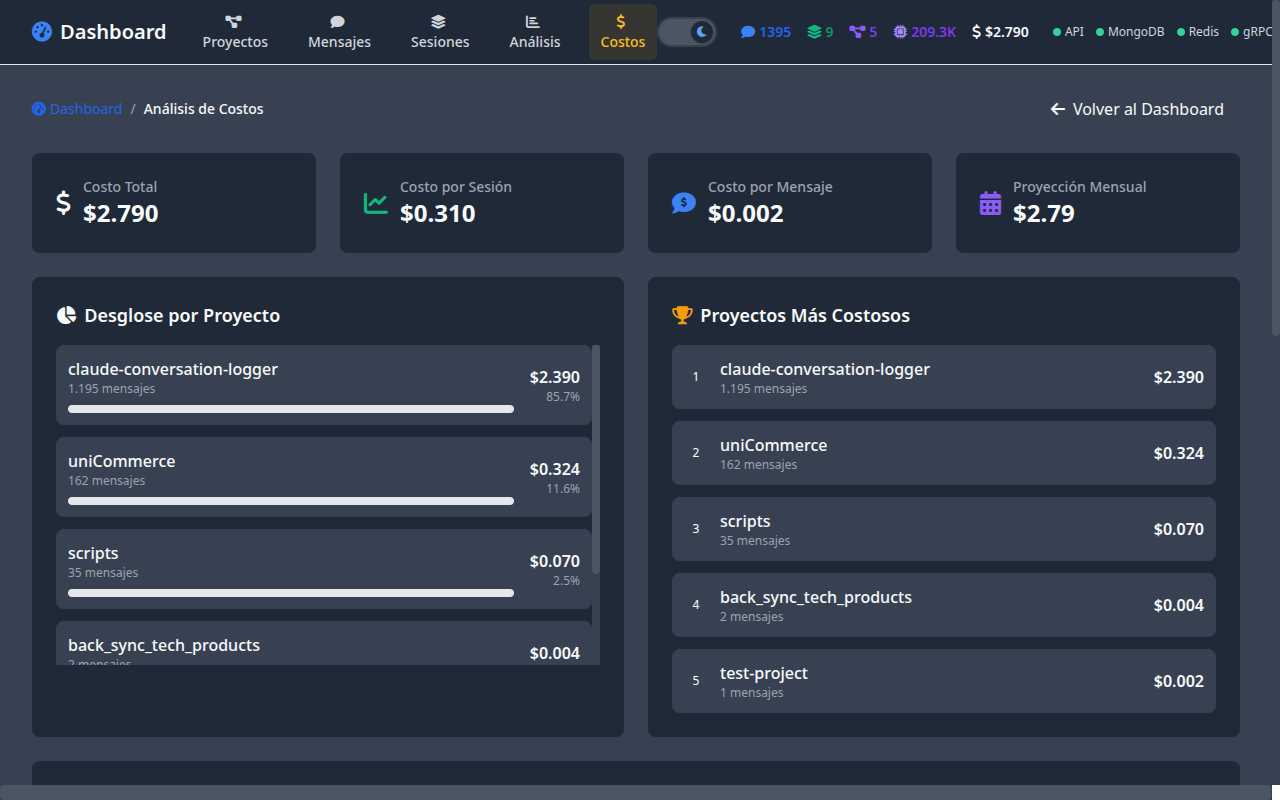 Dashboard
Proyectos
Mensajes
Sesiones
Análisis
$
Costos
1395
9
5
209.3K
$ $2.790
API
MongoDB
Redis
gRPC
Dashboard / Análisis de Costos
Volver al Dashboard
$
Costo Total
$2.790
Costo por Sesión
$0.310
$
Costo por Mensaje
$0.002
Proyección Mensual
$2.79
Desglose por Proyecto
claude-conversation-logger
1.195 mensajes
$2.390
85.7%
uniCommerce
162 mensajes
$0.324
11.6%
scripts
35 mensajes
$0.070
2.5%
back_sync_tech_products
2 mensajes
$0.004
Proyectos Más Costosos
1
claude-conversation-logger
1.195 mensajes
$2.390
2
uniCommerce
162 mensajes
$0.324
3
scripts
35 mensajes
$0.070
4
back_sync_tech_products
2 mensajes
$0.004
5
test-project
1 mensajes
$0.002